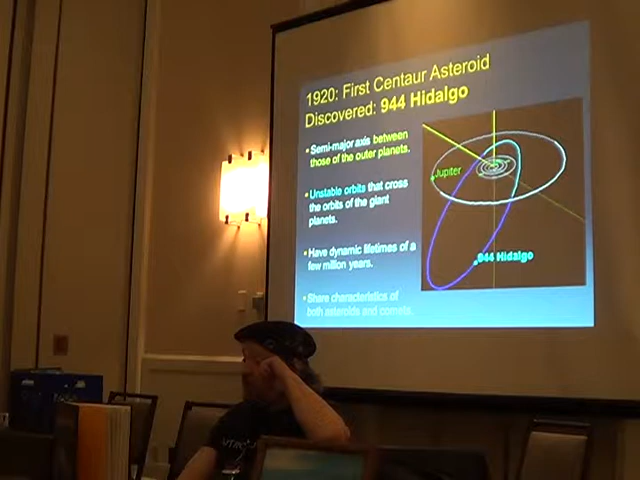 1920: First Centaur Asteroid
Discovered: 944 Hidalgo
• Semi-major axis between
those of the outer planets.
• Unstable orbits that cross
the orbits of the giant
planets.
• Have dynamic lifetimes of a
few million years.
• Share characteristics of
both asteroids and comets.
Jupiter
944 Hidalgo